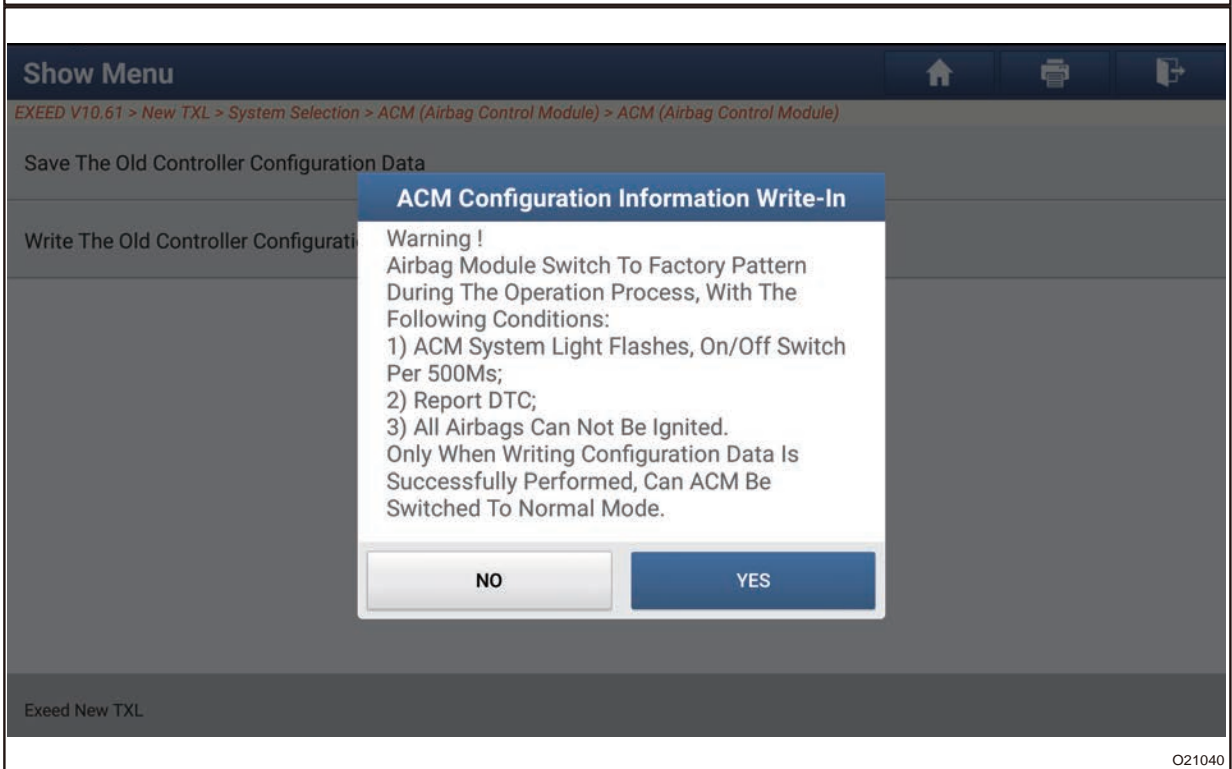 Show Menu
EXEED V10.61 > New TXL > System Selection > ACM (Airbag Control Module) > ACM (Airbag Control Module)
Save The Old Controller Configuration Data
ACM Configuration Information Write-In
Write The Old Controller Configurati
Warning !
Airbag Module Switch To Factory Pattern
During The Operation Process, With The
Following Conditions:
1) ACM System Light Flashes, On/Off Switch
Per 500Ms;
2) Report DTC;
3) All Airbags Can Not Be Ignited.
Only When Writing Configuration Data Is
Successfully Performed, Can ACM Be
Switched To Normal Mode.
NO
YES
Exeed New TXL
O21040